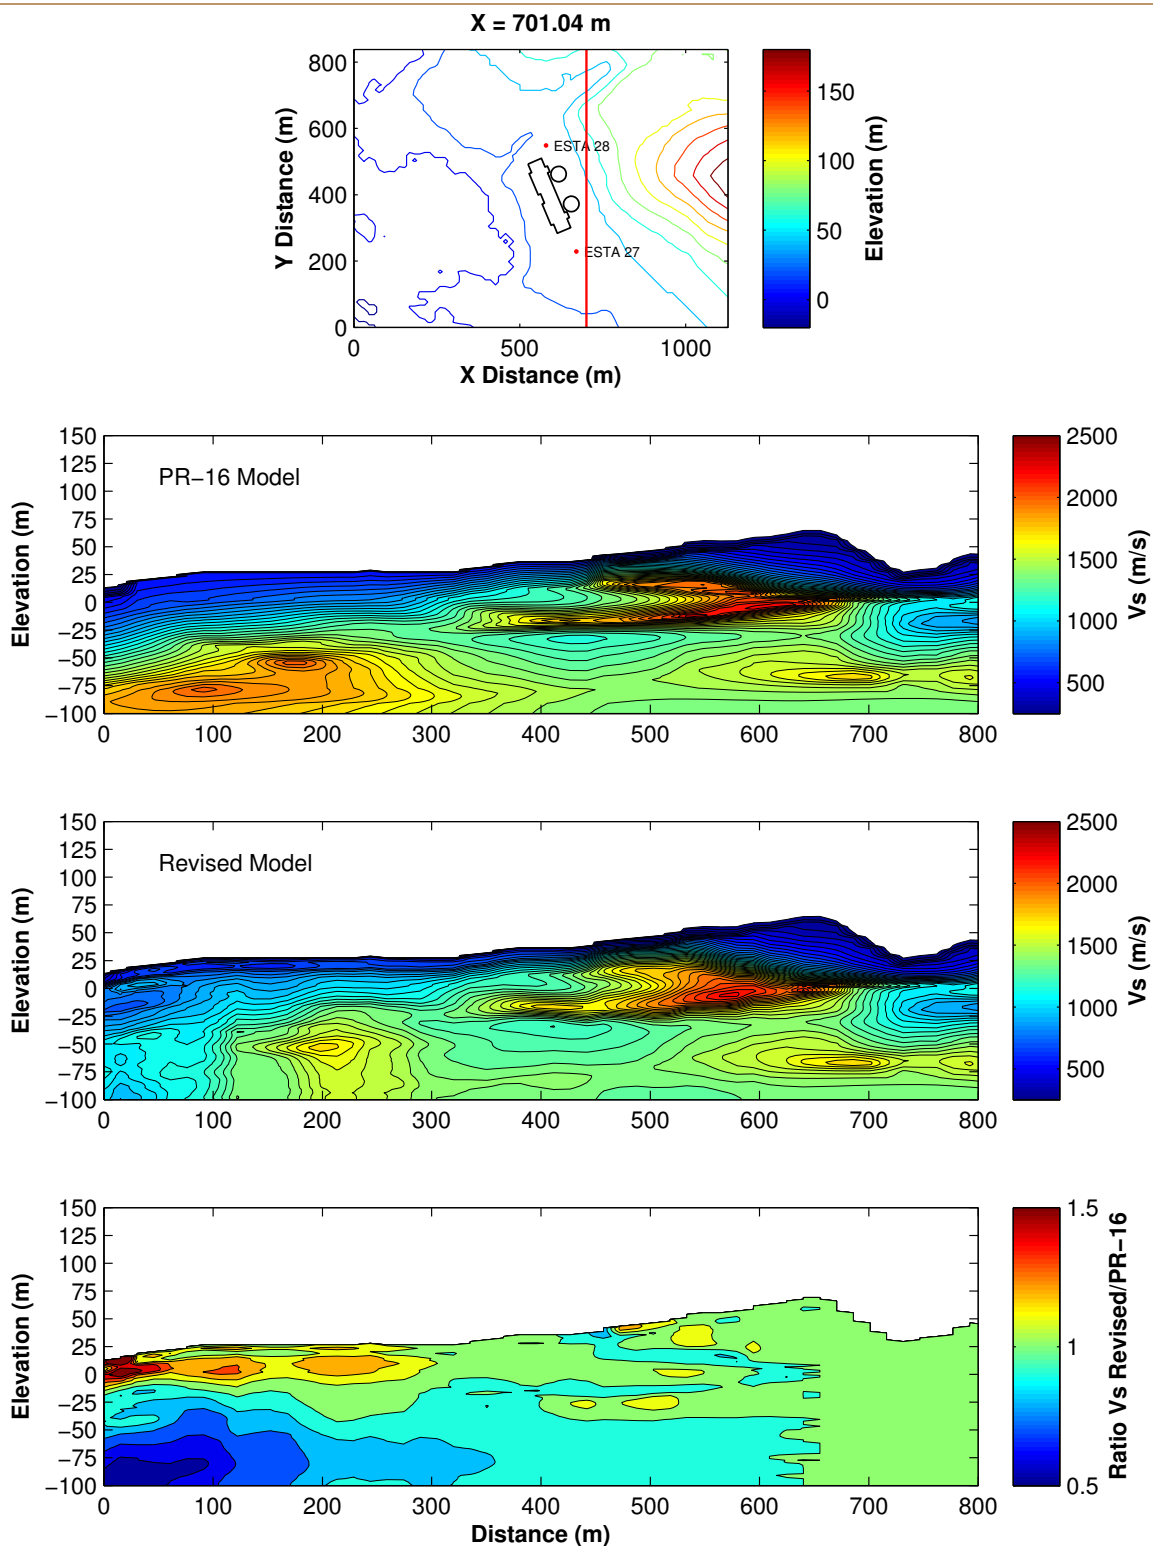 X = 701.04 m
800
600
400
200
0
Y Distance (m)
ESTA 28
ESTA 27
0 500 1000
X Distance (m)
150
100
50
0
Elevation (m)
150
125
100
75
50
25
0
−25
−50
−75
−100
Elevation (m)
PR−16 Model
0 100 200 300 400 500 600 700 800
2500
2000
1500
1000
500
Vs (m/s)
150
125
100
75
50
25
0
−25
−50
−75
−100
Elevation (m)
Revised Model
0 100 200 300 400 500 600 700 800
2500
2000
1500
1000
500
Vs (m/s)
150
125
100
75
50
25
0
−25
−50
−75
−100
Elevation (m)
0 100 200 300 400 500 600 700 800
Distance (m)
1.5
1
0.5
Ratio Vs Revised/PR−16